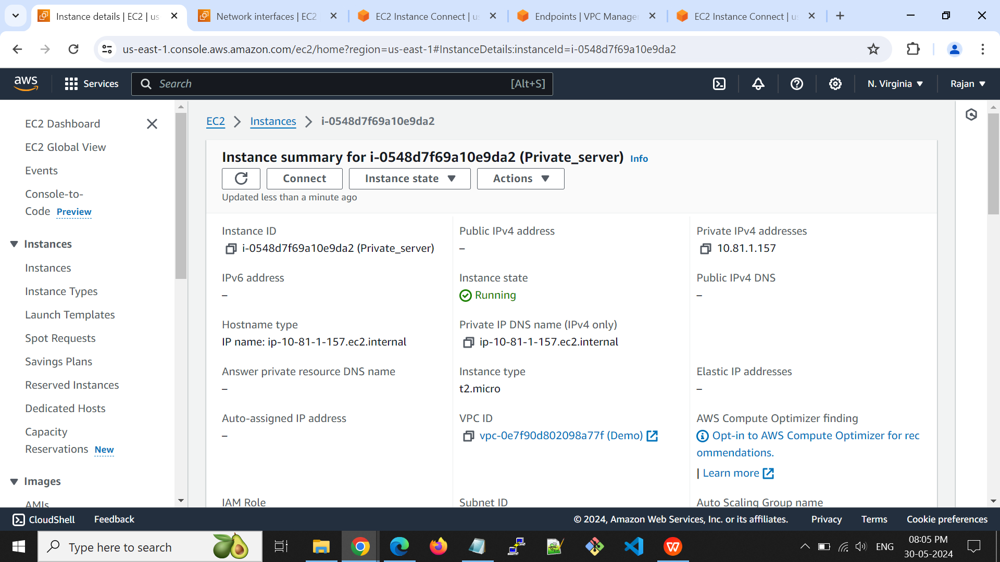 Instance details | EC2 | us
Network interfaces | EC2
EC2 Instance Connect | us
Endpoints | VPC Manager
EC2 Instance Connect | us
us-east-1.console.aws.amazon.com/ec2/home?region=us-east-1#InstanceDetails:instanceId=i-0548d7f69a10e9da2
aws
Services
Search
[Alt+S]
N. Virginia
Rajan
EC2 Dashboard
EC2 Global View
Events
Console-to-
Code Preview
Instances
Instances
Instance Types
Launch Templates
Spot Requests
Savings Plans
Reserved Instances
Dedicated Hosts
Capacity
Reservations New
Images
AMIs
EC2
Instances
i-0548d7f69a10e9da2
Instance summary for i-0548d7f69a10e9da2 (Private_server) Info
Connect
Instance state
Actions
Updated less than a minute ago
Instance ID
i-0548d7f69a10e9da2 (Private_server)
Public IPv4 address
–
Private IPv4 addresses
10.81.1.157
IPv6 address
–
Instance state
Running
Public IPv4 DNS
–
Hostname type
IP name: ip-10-81-1-157.ec2.internal
Private IP DNS name (IPv4 only)
ip-10-81-1-157.ec2.internal
Answer private resource DNS name
–
Instance type
t2.micro
Elastic IP addresses
–
Auto-assigned IP address
–
VPC ID
vpc-0e7f90d802098a77f (Demo)
AWS Compute Optimizer finding
Opt-in to AWS Compute Optimizer for rec
ommendations.
| Learn more
IAM Role
Subnet ID
Auto Scaling Group name
CloudShell
Feedback
© 2024, Amazon Web Services, Inc. or its affiliates.
Privacy
Terms
Cookie preferences
Type here to search
ENG
08:05 PM
30-05-2024